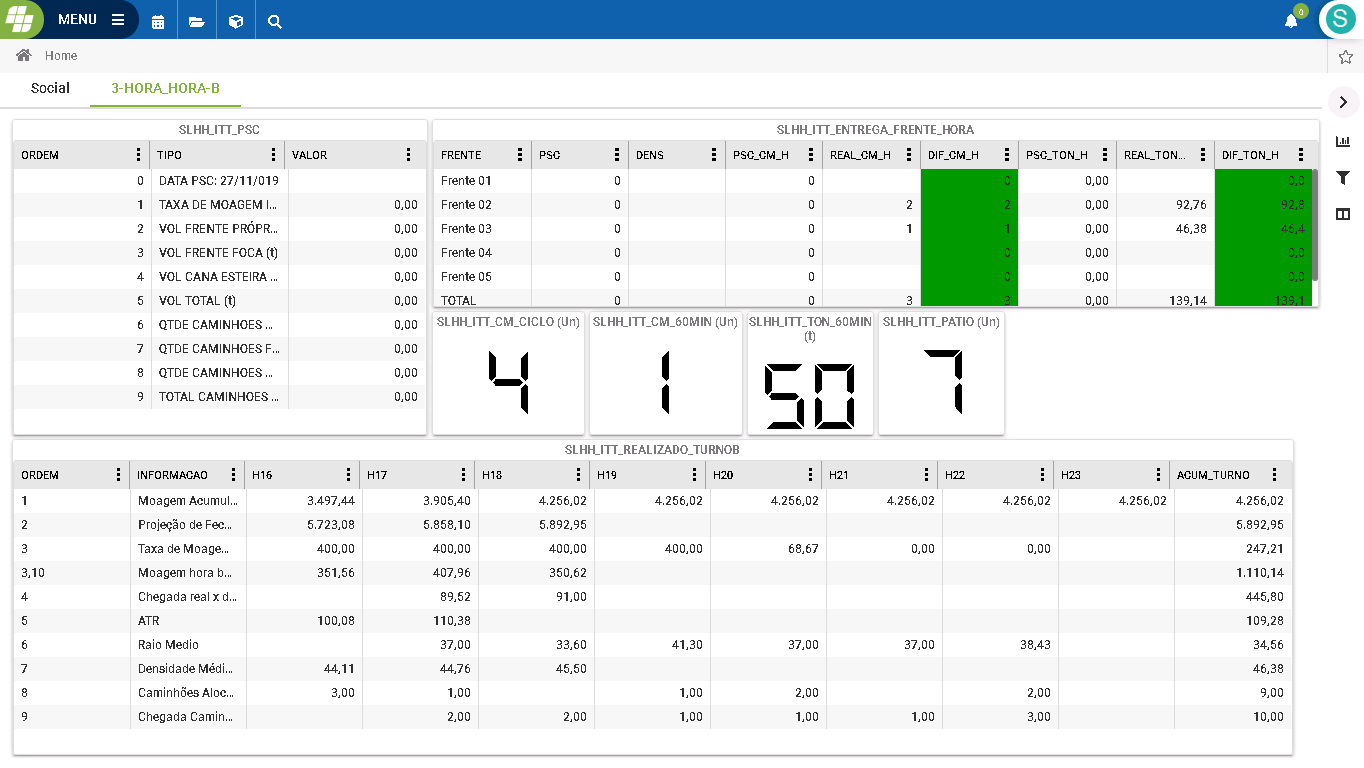 MENU
0
S
Home
Social 3-HORA_HORA-B
SLHH_ITT_PSC
ORDEM TIPO VALOR
0 DATA PSC: 27/11/019
1 TAXA DE MOAGEM I... 0,00
2 VOL FRENTE PRÓPR... 0,00
3 VOL FRENTE FOCA (t) 0,00
4 VOL CANA ESTEIRA ... 0,00
5 VOL TOTAL (t) 0,00
6 QTDE CAMINHOES ... 0,00
7 QTDE CAMINHOES F... 0,00
8 QTDE CAMINHOES ... 0,00
9 TOTAL CAMINHOES ... 0,00
SLHH_ITT_ENTREGA_FRENTE_HORA
FRENTE PSC DENS PSC_CM_H REAL_CM_H DIF_CM_H PSC_TON_H REAL_TON... DIF_TON_H
Frente 01 0 0 0 0,00 0,0
Frente 02 0 0 2 2 0,00 92,76 92,8
Frente 03 0 0 1 1 0,00 46,38 46,4
Frente 04 0 0 0 0,00 0,0
Frente 05 0 0 0 0,00 0,0
TOTAL 0 0 3 3 0,00 139,14 139,1
SLHH_ITT_CM_CICLO (Un)
4
SLHH_ITT_CM_60MIN (Un)
1
SLHH_ITT_TON_60MIN
(t)
50
SLHH_ITT_PATIO (Un)
7
SLHH_ITT_REALIZADO_TURNOB
ORDEM INFORMACAO H16 H17 H18 H19 H20 H21 H22 H23 AGUM_TURNO
1 Moagem Acumul... 3.497,44 3.905,40 4.256,02 4.256,02 4.256,02 4.256,02 4.256,02 4.256,02 4.256,02
2 Projeção de Fec... 5.723,08 5.858,10 5.892,95 5.892,95
3 Taxa de Moage... 400,00 400,00 400,00 400,00 68,67 0,00 0,00 247,21
3,10 Moagem hora b... 351,56 407,96 350,62 1.110,14
4 Chegada real x d... 89,52 91,00 445,80
5 ATR 100,08 110,38 109,28
6 Raio Medio 37,00 33,60 41,30 37,00 37,00 38,43 34,56
7 Densidade Médi... 44,11 44,76 45,50 46,38
8 Caminhões Aloc... 3,00 1,00 1,00 2,00 2,00 9,00
9 Chegada Camin... 2,00 2,00 1,00 1,00 1,00 3,00 10,00